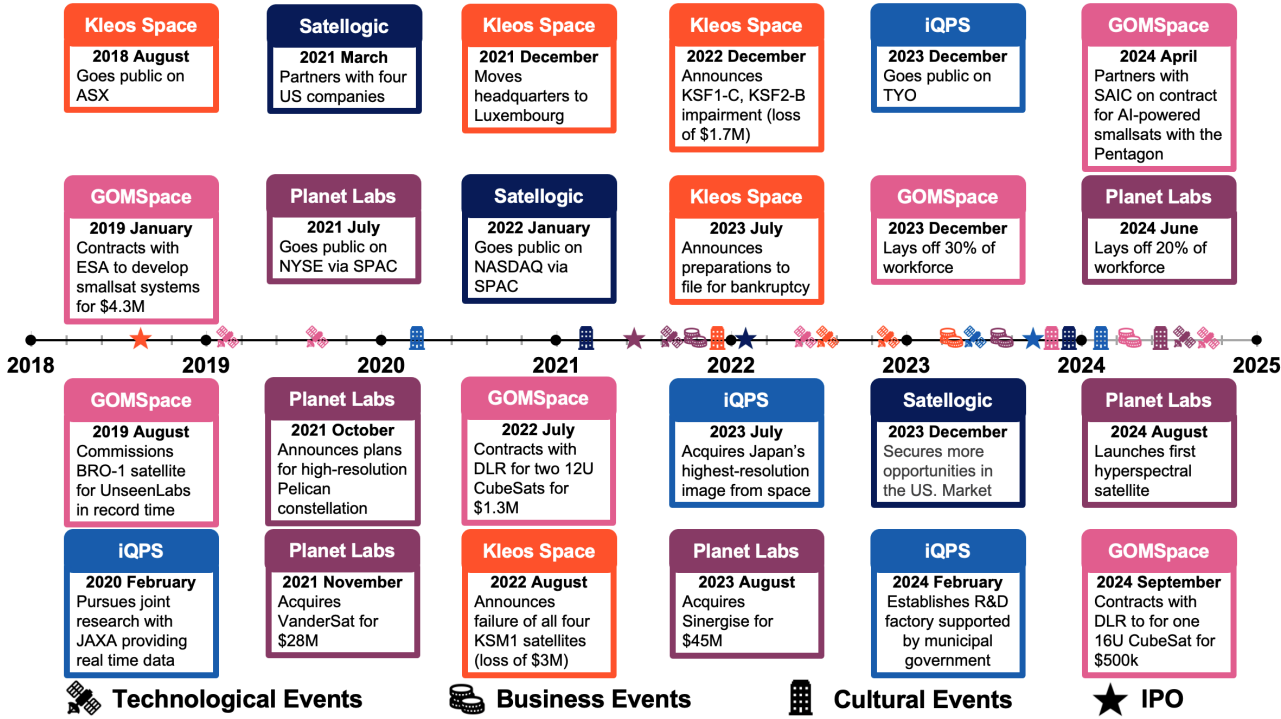 Kleos Space
2018 August
Goes public on
ASX
Satellogic
2021 March
Partners with four
US companies
Kleos Space
2021 December
Moves
headquarters to
Luxembourg
Kleos Space
2022 December
Announces
KSF1-C, KSF2-B
impairment (loss
of $1.7M)
iQPS
2023 December
Goes public on
TYO
GOMSpace
2024 April
Partners with
SAIC on contract
for AI-powered
smallsats with the
Pentagon
GOMSpace
2019 January
Contracts with
ESA to develop
smallsat systems
for $4.3M
Planet Labs
2021 July
Goes public on
NYSE via SPAC
Satellogic
2022 January
Goes public on
NASDAQ via
SPAC
Kleos Space
2023 July
Announces
preparations to
file for bankruptcy
GOMSpace
2023 December
Lays off 30% of
workforce
Planet Labs
2024 June
Lays off 20% of
workforce
2018
2019
2020
2021
2022
2023
2024
2025
GOMSpace
2019 August
Commissions
BRO-1 satellite
for UnseenLabs
in record time
Planet Labs
2021 October
Announces plans
for high-resolution
Pelican
constellation
GOMSpace
2022 July
Contracts with
DLR for two 12U
CubeSats for
$1.3M
iQPS
2023 July
Acquires Japan's
highest-resolution
image from space
Satellogic
2023 December
Secures more
opportunities in
the US. Market
Planet Labs
2024 August
Launches first
hyperspectral
satellite
iQPS
2020 February
Pursues joint
research with
JAXA providing
real time data
Planet Labs
2021 November
Acquires
VanderSat for
$28M
Kleos Space
2022 August
Announces
failure of all four
KSM1 satellites
(loss of $3M)
Planet Labs
2023 August
Acquires
Sinergise for
$45M
iQPS
2024 February
Establishes R&D
factory supported
by municipal
government
GOMSpace
2024 September
Contracts with
DLR to for one
16U CubeSat for
$500k
Technological Events
Business Events
Cultural Events
IPO